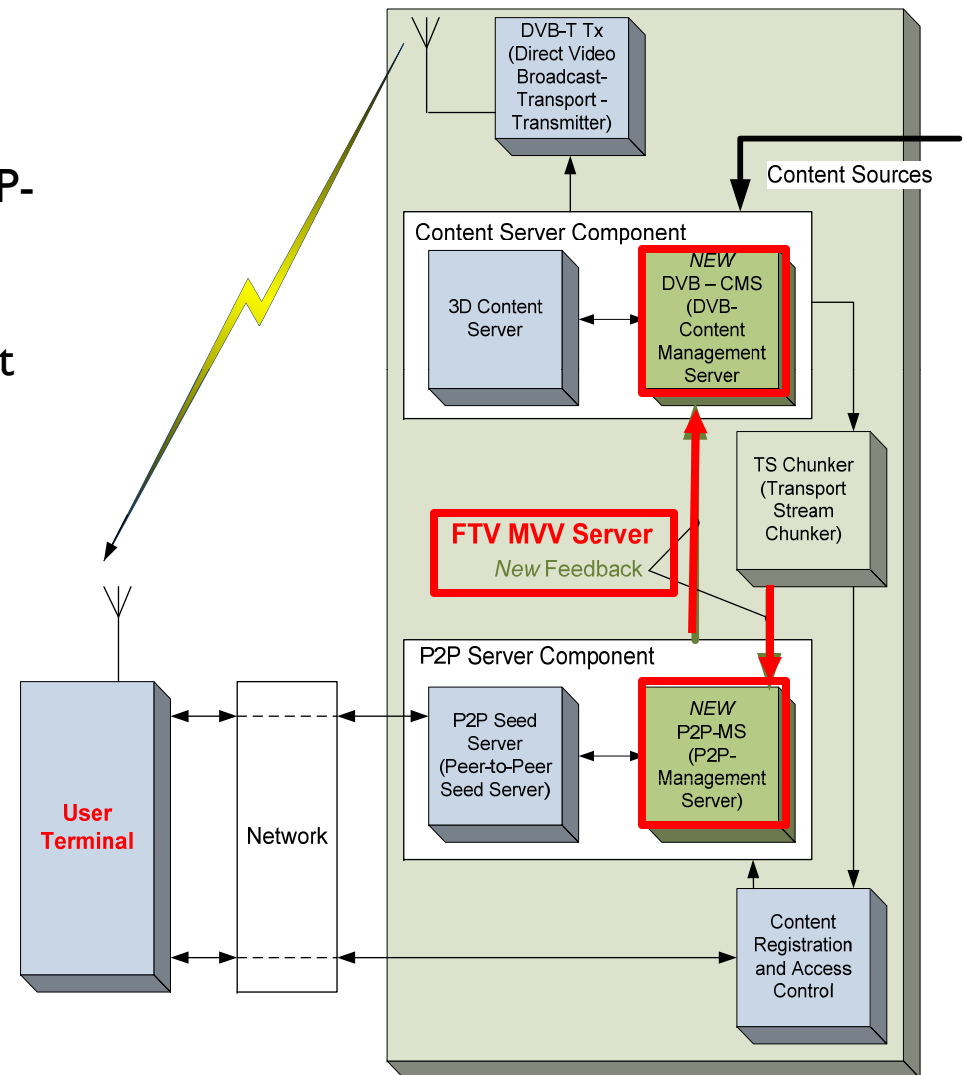 DVB-T Tx
(Direct Video
Broadcast-
Transport -
Transmitter)
P-
t
Content Sources
Content Server Component
3D Content
Server
NEW
DVB – CMS
(DVB-
Content
Management
Server
TS Chunker
(Transport
Stream
Chunker)
FTV MVV Server
New Feedback
P2P Server Component
P2P Seed
Server
(Peer-to-Peer
Seed Server)
NEW
P2P-MS
(P2P-
Management
Server)
User
Terminal
Network
Content
Registration
and Access
Control